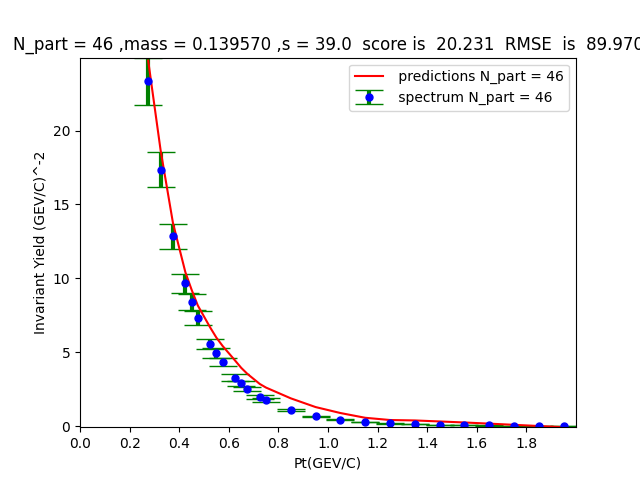 N_part = 46 ,mass = 0.139570 ,s = 39.0  score is  20.231  RMSE  is  89.970
predictions N_part = 46
spectrum N_part = 46
Invariant Yield (GEV/C)^-2
20
15
10
5
0
0.0 0.2 0.4 0.6 0.8 1.0 1.2 1.4 1.6 1.8
Pt(GEV/C)